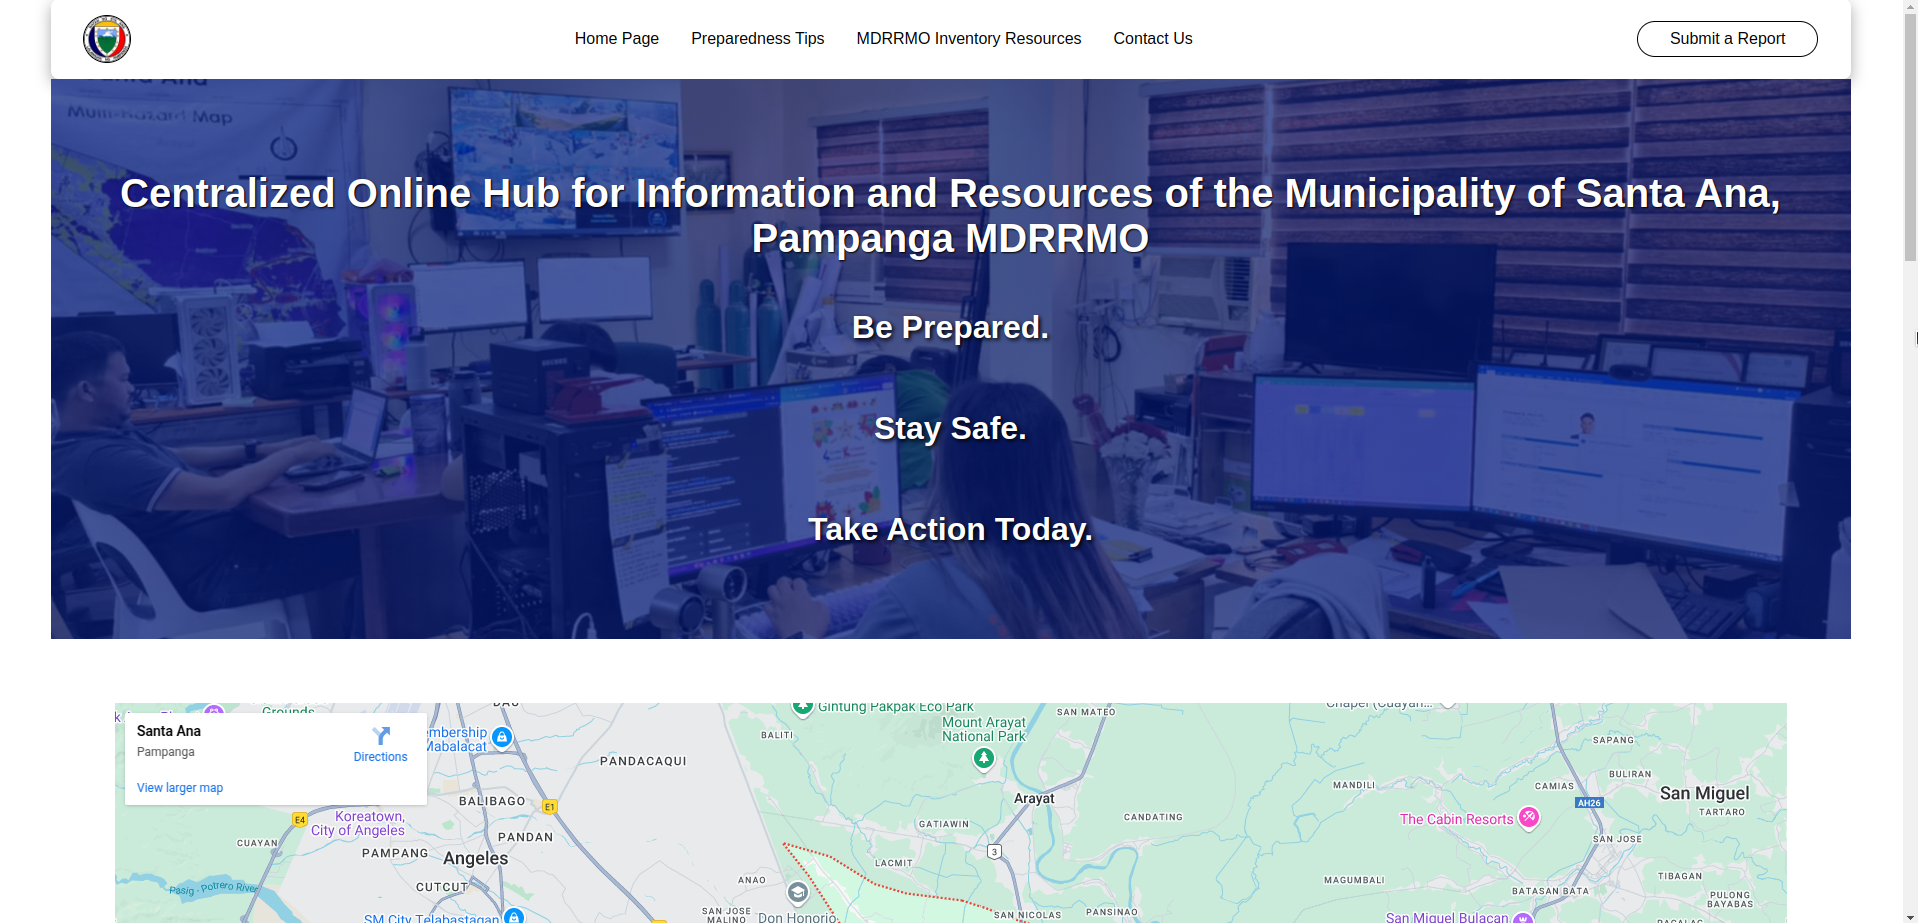 Home Page
Preparedness Tips
MDRRMO Inventory Resources
Contact Us
Submit a Report
Multi-Hazard Map
Centralized Online Hub for Information and Resources of the Municipality of Santa Ana,
Pampanga MDRRMO
Be Prepared.
Stay Safe.
Take Action Today.
Santa Ana
Pampanga
Directions
View larger map
Grounds
Mabalacat
PANDACAQUI
BALIBAGO
E1
E4
Koreatown,
City of Angeles
PANDAN
CUAYAN
PAMPANG
Angeles
CUTCUT
Pasig - Potrero River
SM City Telabastagan
Gintung Pakpak Eco Park
BALITI
Mount Arayat
National Park
SAN MATEO
Arayat
GATIAWIN
CANDATING
3
LACMIT
ANAO
SAN JOSE
MALINO
Don Honorio
SAN NICOLAS
PANSINAO
SAPANG
BULIRAN
MANDILI
CAMIAS
AH26
San Miguel
TARTARO
The Cabin Resorts
SAN JOSE
MAGUMBALI
TIBAGAN
BATASAN BATA
PULONG
BAYABAS
San Miguel Bulacan